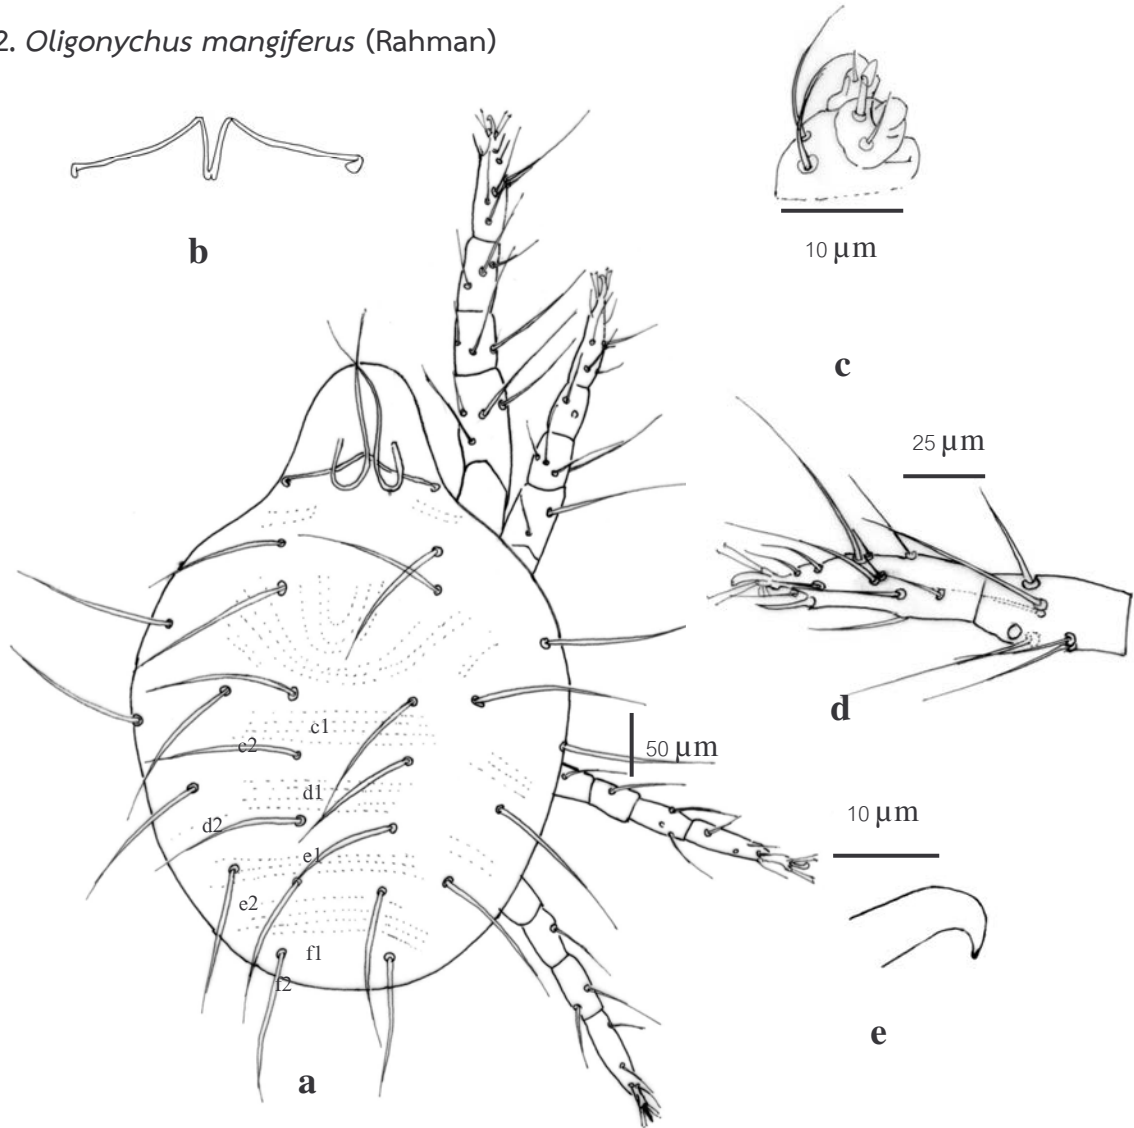 2. Oligonychus mangiferus (Rahman)
b
10 µm
c
25 µm
d
c1
c2
50 µm
d1
d2
10 µm
e1
e2
f1
f2
e
a